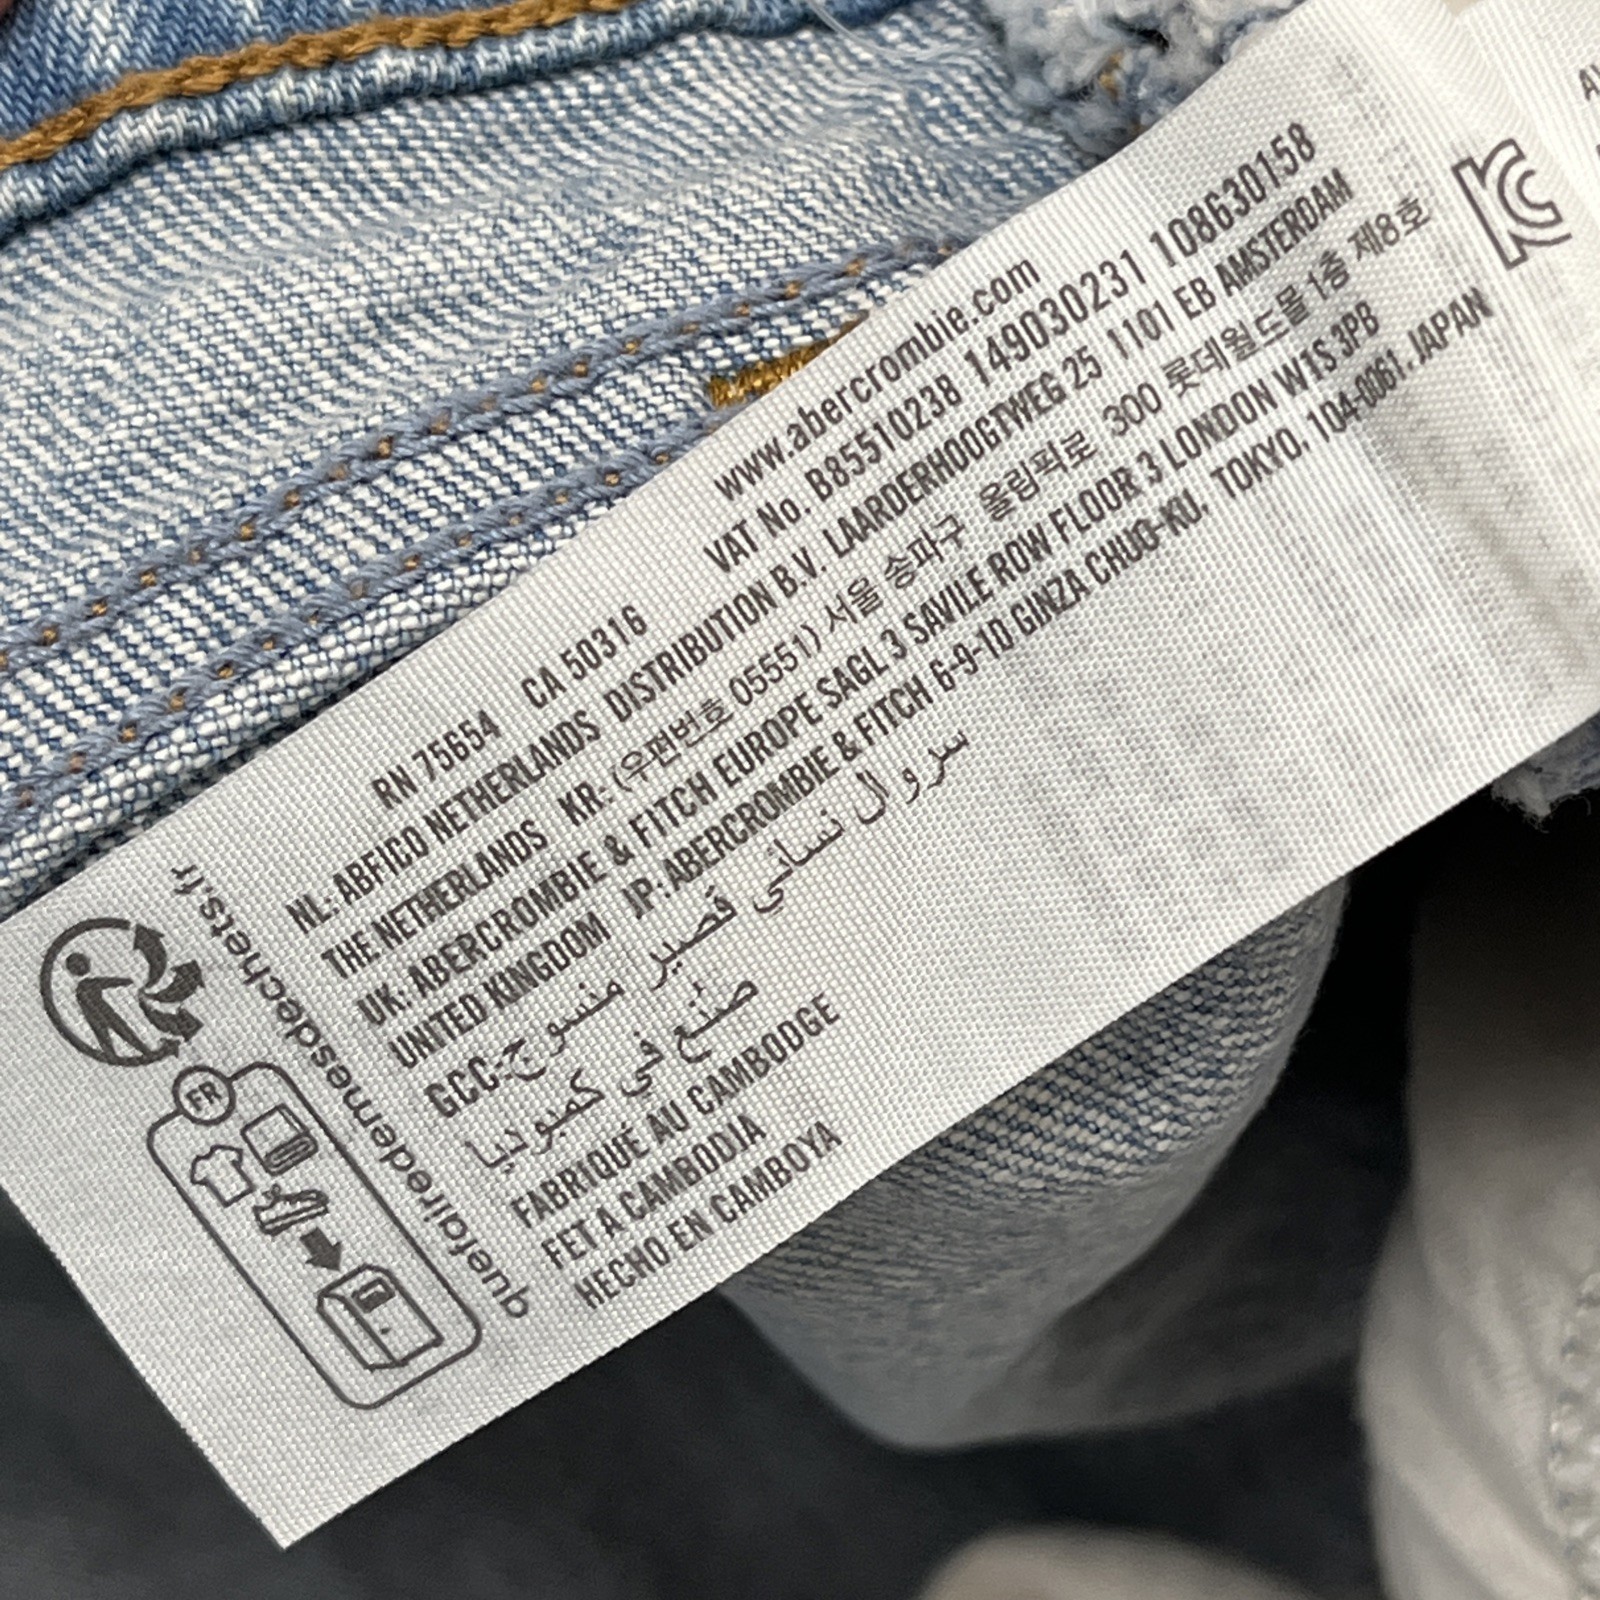 www.abercrombie.com
RN 75654 CA 50316 VAT No. B85510238 149030231 108630158
NL: ABFICO NETHERLANDS DISTRIBUTION B.V. LAARDERHOOGTWEG 25 1101 EB AMSTERDAM
THE NETHERLANDS KR: (우편번호 05551) 서울 송파구 올림픽로 300 롯데월드몰 1층 제8호
UK: ABERCROMBIE & FITCH EUROPE SAGL 3 SAVILE ROW FLOOR 3 LONDON W1S 3PB
UNITED KINGDOM JP: ABERCROMBIE & FITCH 6-9-10 GINZA CHUO-KU, TOKYO, 104-0061, JAPAN
GCC-سروال نسائي قصير منسوج
صُنع في كمبوديا
FABRIQUÉ AU CAMBODGE
FET A CAMBODJA
HECHO EN CAMBOYA
quefairedemesdechets.fr
FR